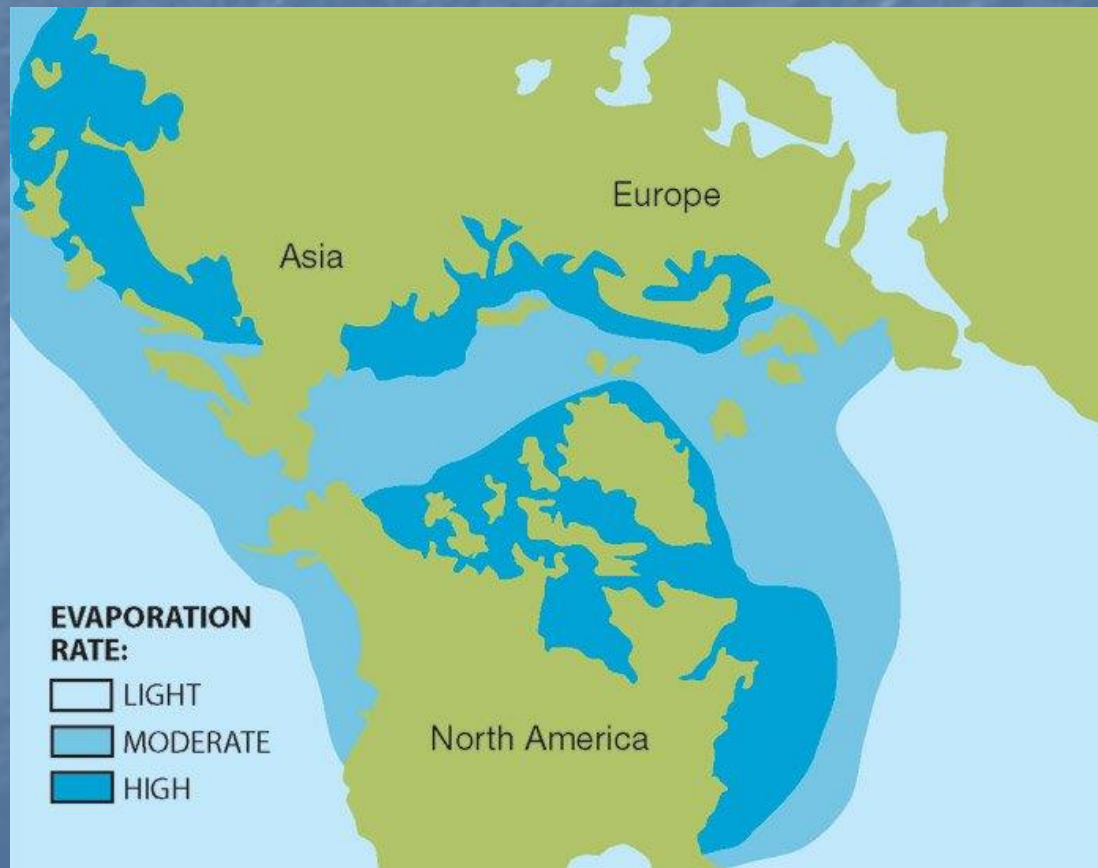 Europe
Asia
EVAPORATION
RATE:
LIGHT
MODERATE
HIGH
North America